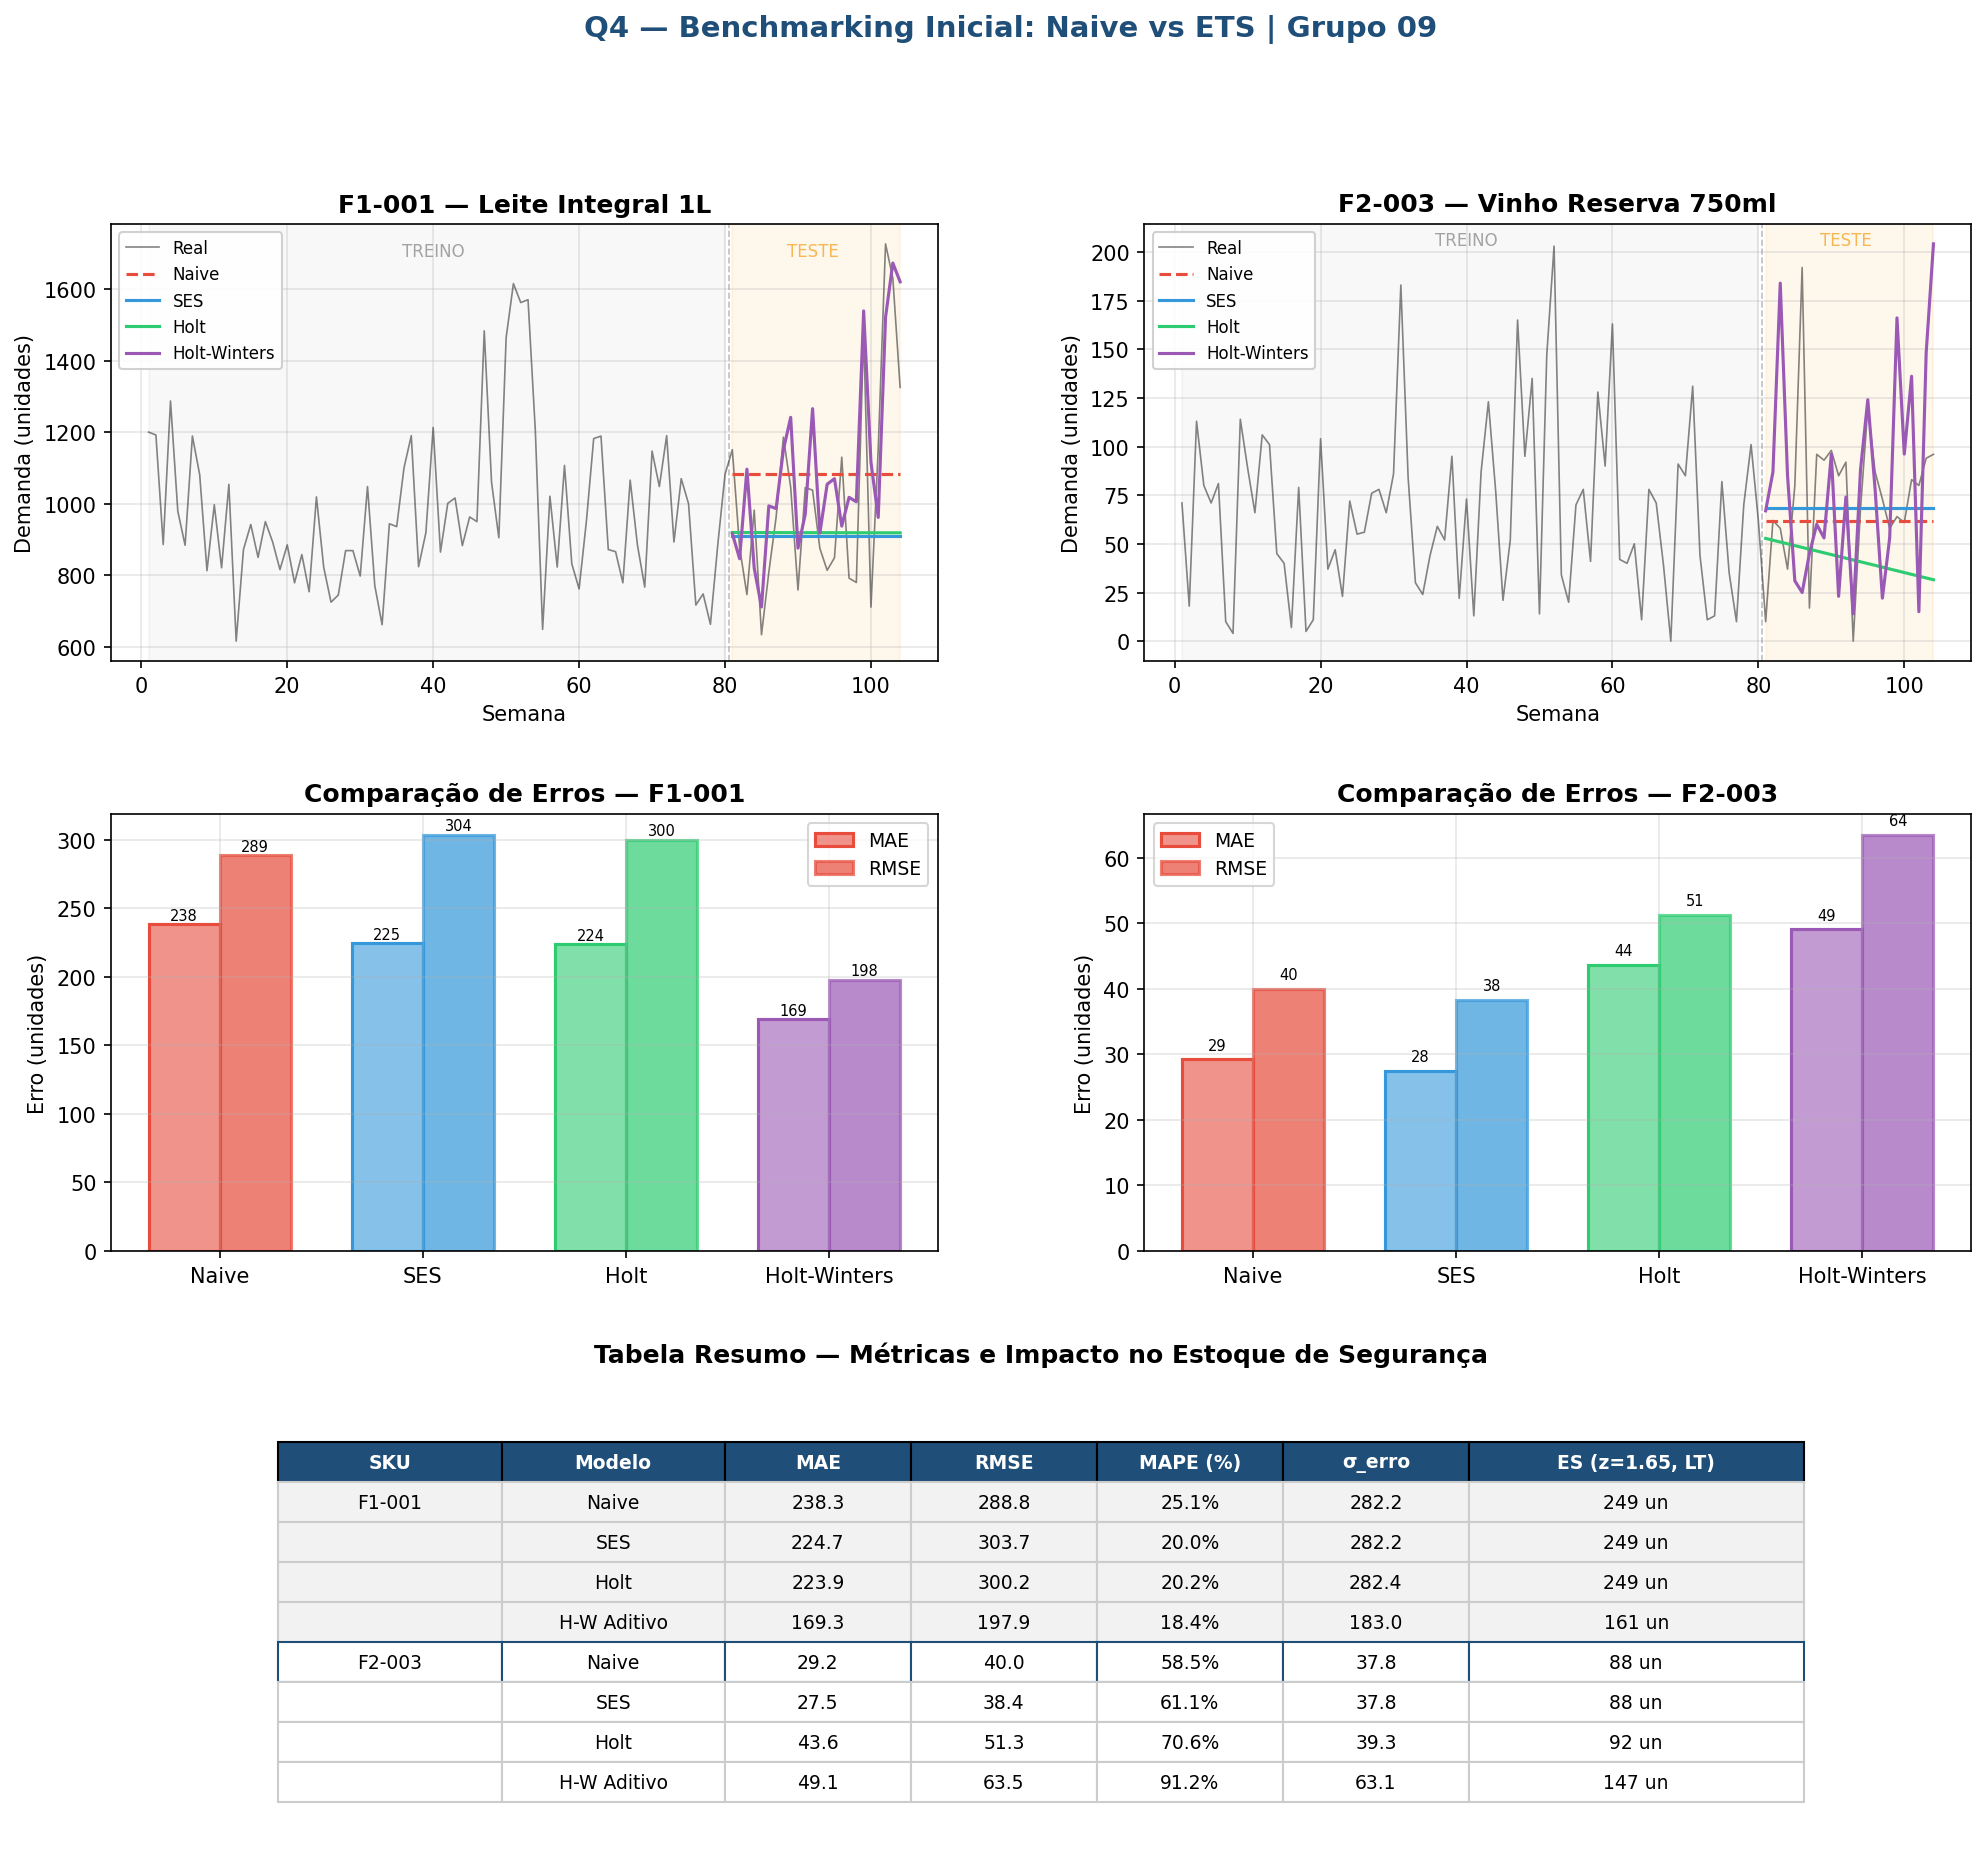 Q4 — Benchmarking Inicial: Naive vs ETS | Grupo 09
F1-001 — Leite Integral 1L
Demanda (unidades)
1600
1400
1200
1000
800
600
Real
Naive
SES
Holt
Holt-Winters
TREINO
TESTE
0 20 40 60 80 100
Semana
F2-003 — Vinho Reserva 750ml
Demanda (unidades)
200
175
150
125
100
75
50
25
0
Real
Naive
SES
Holt
Holt-Winters
TREINO
TESTE
0 20 40 60 80 100
Semana
Comparação de Erros — F1-001
Erro (unidades)
300
250
200
150
100
50
0
238 289 225 304 224 300 169 198
MAE
RMSE
Naive SES Holt Holt-Winters
Comparação de Erros — F2-003
Erro (unidades)
60
50
40
30
20
10
0
29 40 28 38 44 51 49 64
MAE
RMSE
Naive SES Holt Holt-Winters
Tabela Resumo — Métricas e Impacto no Estoque de Segurança
SKU Modelo MAE RMSE MAPE (%) σ_erro ES (z=1.65, LT)
F1-001 Naive 238.3 288.8 25.1% 282.2 249 un
SES 224.7 303.7 20.0% 282.2 249 un
Holt 223.9 300.2 20.2% 282.4 249 un
H-W Aditivo 169.3 197.9 18.4% 183.0 161 un
F2-003 Naive 29.2 40.0 58.5% 37.8 88 un
SES 27.5 38.4 61.1% 37.8 88 un
Holt 43.6 51.3 70.6% 39.3 92 un
H-W Aditivo 49.1 63.5 91.2% 63.1 147 un